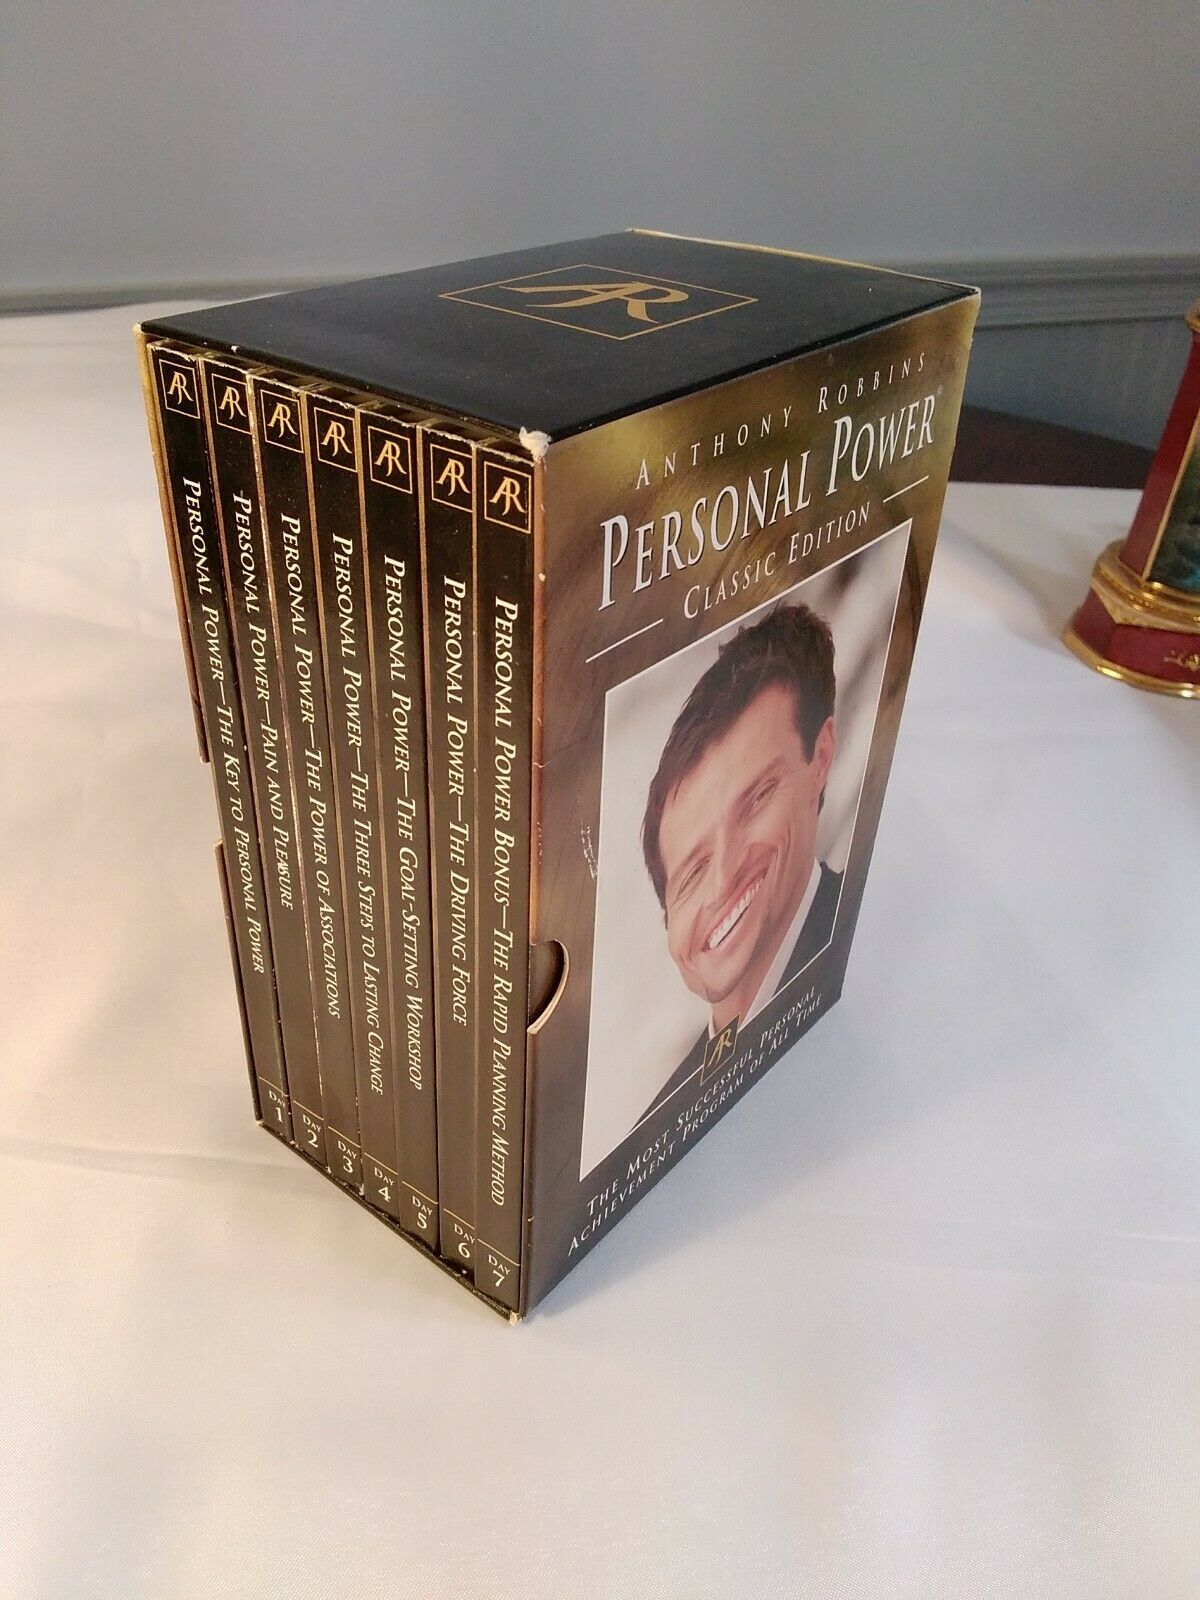 AR
ANTHONY ROBBINS
PERSONAL POWER®
CLASSIC EDITION
AR
THE MOST SUCCESSFUL PERSONAL
ACHIEVEMENT PROGRAM OF ALL TIME
AR
PERSONAL POWER—THE KEY TO PERSONAL POWER
DAY
1
AR
PERSONAL POWER—PAIN AND PLEASURE
DAY
2
AR
PERSONAL POWER—THE POWER OF ASSOCIATIONS
DAY
3
AR
PERSONAL POWER—THE THREE STEPS TO LASTING CHANGE
DAY
4
AR
PERSONAL POWER—THE GOAL-SETTING WORKSHOP
DAY
5
AR
PERSONAL POWER—THE DRIVING FORCE
DAY
6
AR
PERSONAL POWER BONUS—THE RAPID PLANNING METHOD
DAY
7